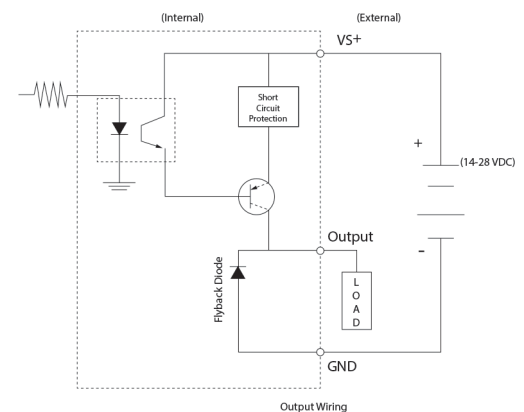 (Internal)
(External)
VS+
Short
Circuit
Protection
+
(14-28 VDC)
Output
-
Flyback Diode
L
O
A
D
GND
Output Wiring